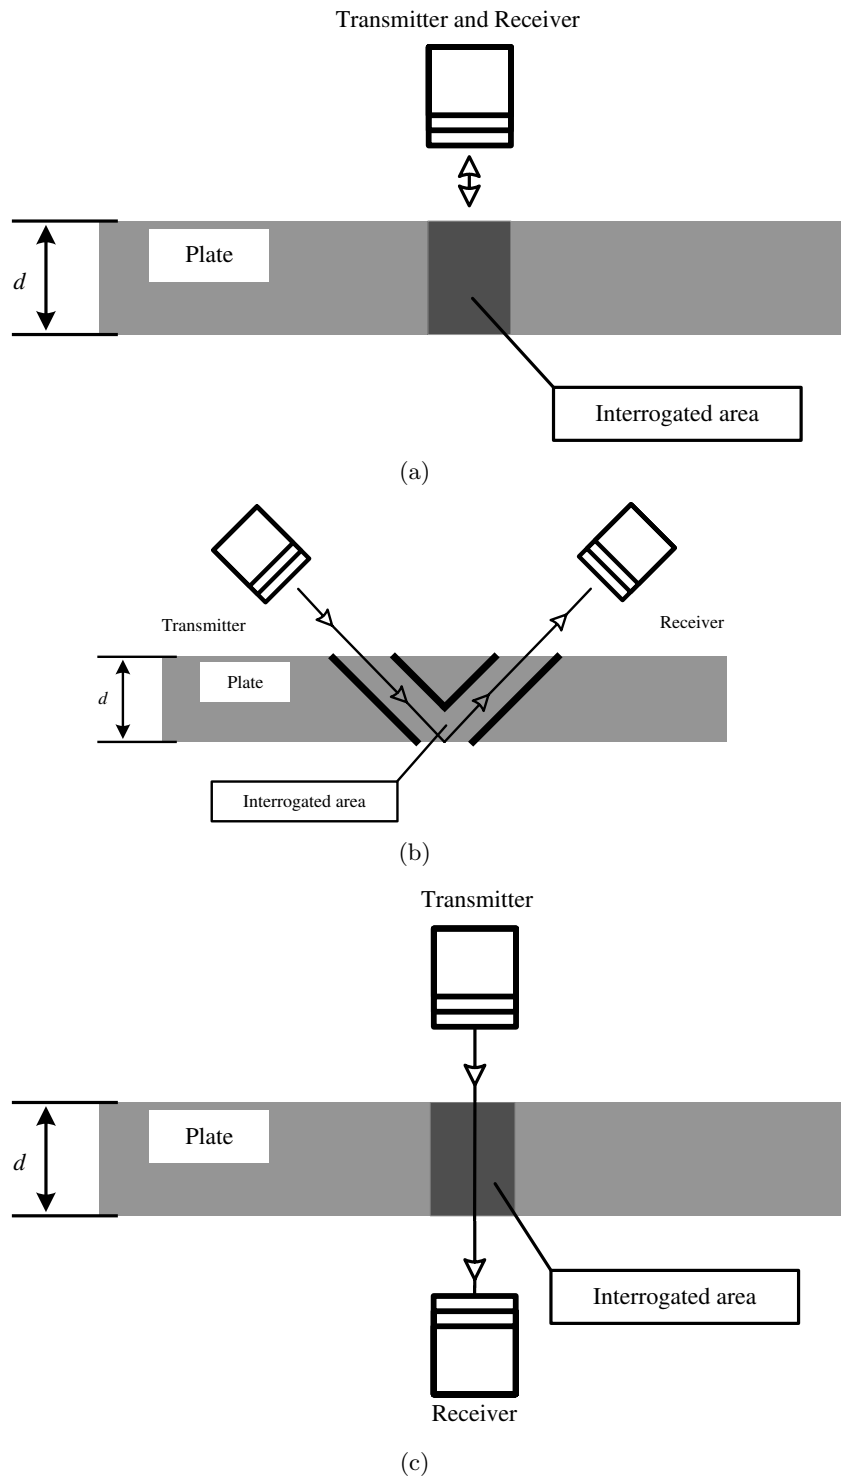 Transmitter and Receiver
Plate
d
Interrogated area
(a)
Transmitter
Receiver
Plate
d
Interrogated area
(b)
Transmitter
Plate
d
Interrogated area
Receiver
(c)